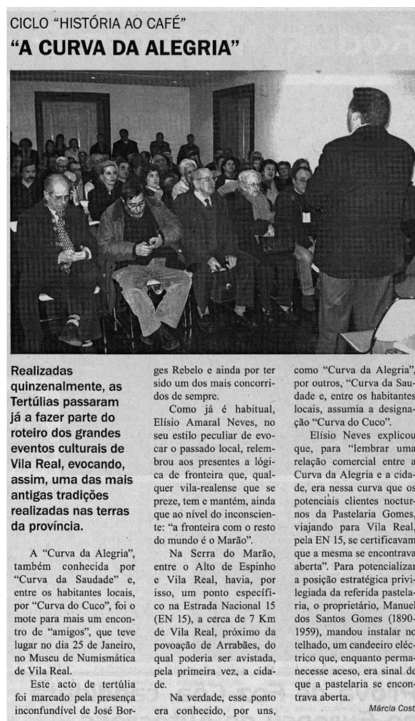 CICLO "HISTÓRIA AO CAFÉ"
"A CURVA DA ALEGRIA"
Realizadas
quinzenalmente, as
Tertúlias passaram
já a fazer parte do
roteiro dos grandes
eventos culturais de
Vila Real, evocando,
assim, uma das mais
antigas tradições
realizadas nas terras
da província.
A "Curva da Alegria",
também conhecida por
"Curva da Saudade" e,
entre os habitantes locais,
por "Curva do Cuco", foi o
mote para mais um encon-
tro de "amigos", que teve
lugar no dia 25 de Janeiro,
no Museu de Numismática
de Vila Real.
Este acto de tertúlia
foi marcado pela presença
inconfundível de José Bor-
ges Rebelo e ainda por ter
sido um dos mais concorri-
dos de sempre.
Como já é habitual,
Elísio Amaral Neves, no
seu estilo peculiar de evo-
car o passado local, relem-
brou aos presentes a lógi-
ca de fronteira que, qual-
quer vila-realense que se
preze, tem e mantém, ainda
que ao nível do inconscien-
te: "a fronteira com o resto
do mundo é o Marão".
Na Serra do Marão,
entre o Alto de Espinho
e Vila Real, havia, por
isso, um ponto específi-
co na Estrada Nacional 15
(EN 15), a cerca de 7 Km
de Vila Real, próximo da
povoação de Arrabães, do
qual poderia ser avistada,
pela primeira vez, a cida-
de.
Na verdade, esse ponto
era conhecido, por uns,
como "Curva da Alegria",
por outros, "Curva da Sau-
dade e, entre os habitantes
locais, assumia a designa-
ção "Curva do Cuco".
Elísio Neves explicou
que, para "lembrar uma
relação comercial entre a
Curva da Alegria e a cida-
de, era nessa curva que os
potenciais clientes noctur-
nos da Pastelaria Gomes,
viajando para Vila Real,
pela EN 15, se certificavam
que a mesma se encontrava
aberta". Para potencializar
a posição estratégica privi-
legiada da referida pastela-
ria, o proprietário, Manuel
dos Santos Gomes (1890-
1959), mandou instalar no
telhado, um candeeiro eléc-
trico que, enquanto perma-
necesse aceso, era sinal de
que a pastelaria se encon-
trava aberta.
Márcia Cost